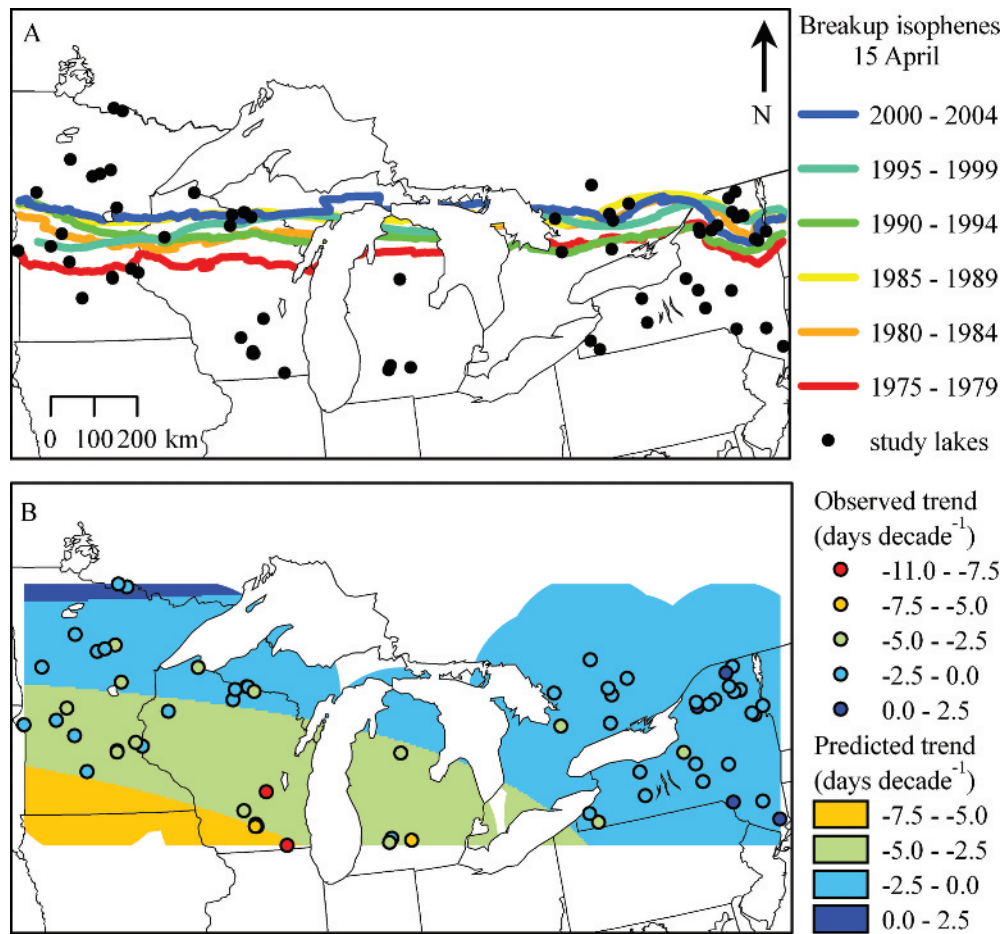 A
N
0 100 200 km
Breakup isophenes
15 April
2000 - 2004
1995 - 1999
1990 - 1994
1985 - 1989
1980 - 1984
1975 - 1979
study lakes
B
Observed trend
(days decade⁻¹)
-11.0 - -7.5
-7.5 - -5.0
-5.0 - -2.5
-2.5 - 0.0
0.0 - 2.5
Predicted trend
(days decade⁻¹)
-7.5 - -5.0
-5.0 - -2.5
-2.5 - 0.0
0.0 - 2.5